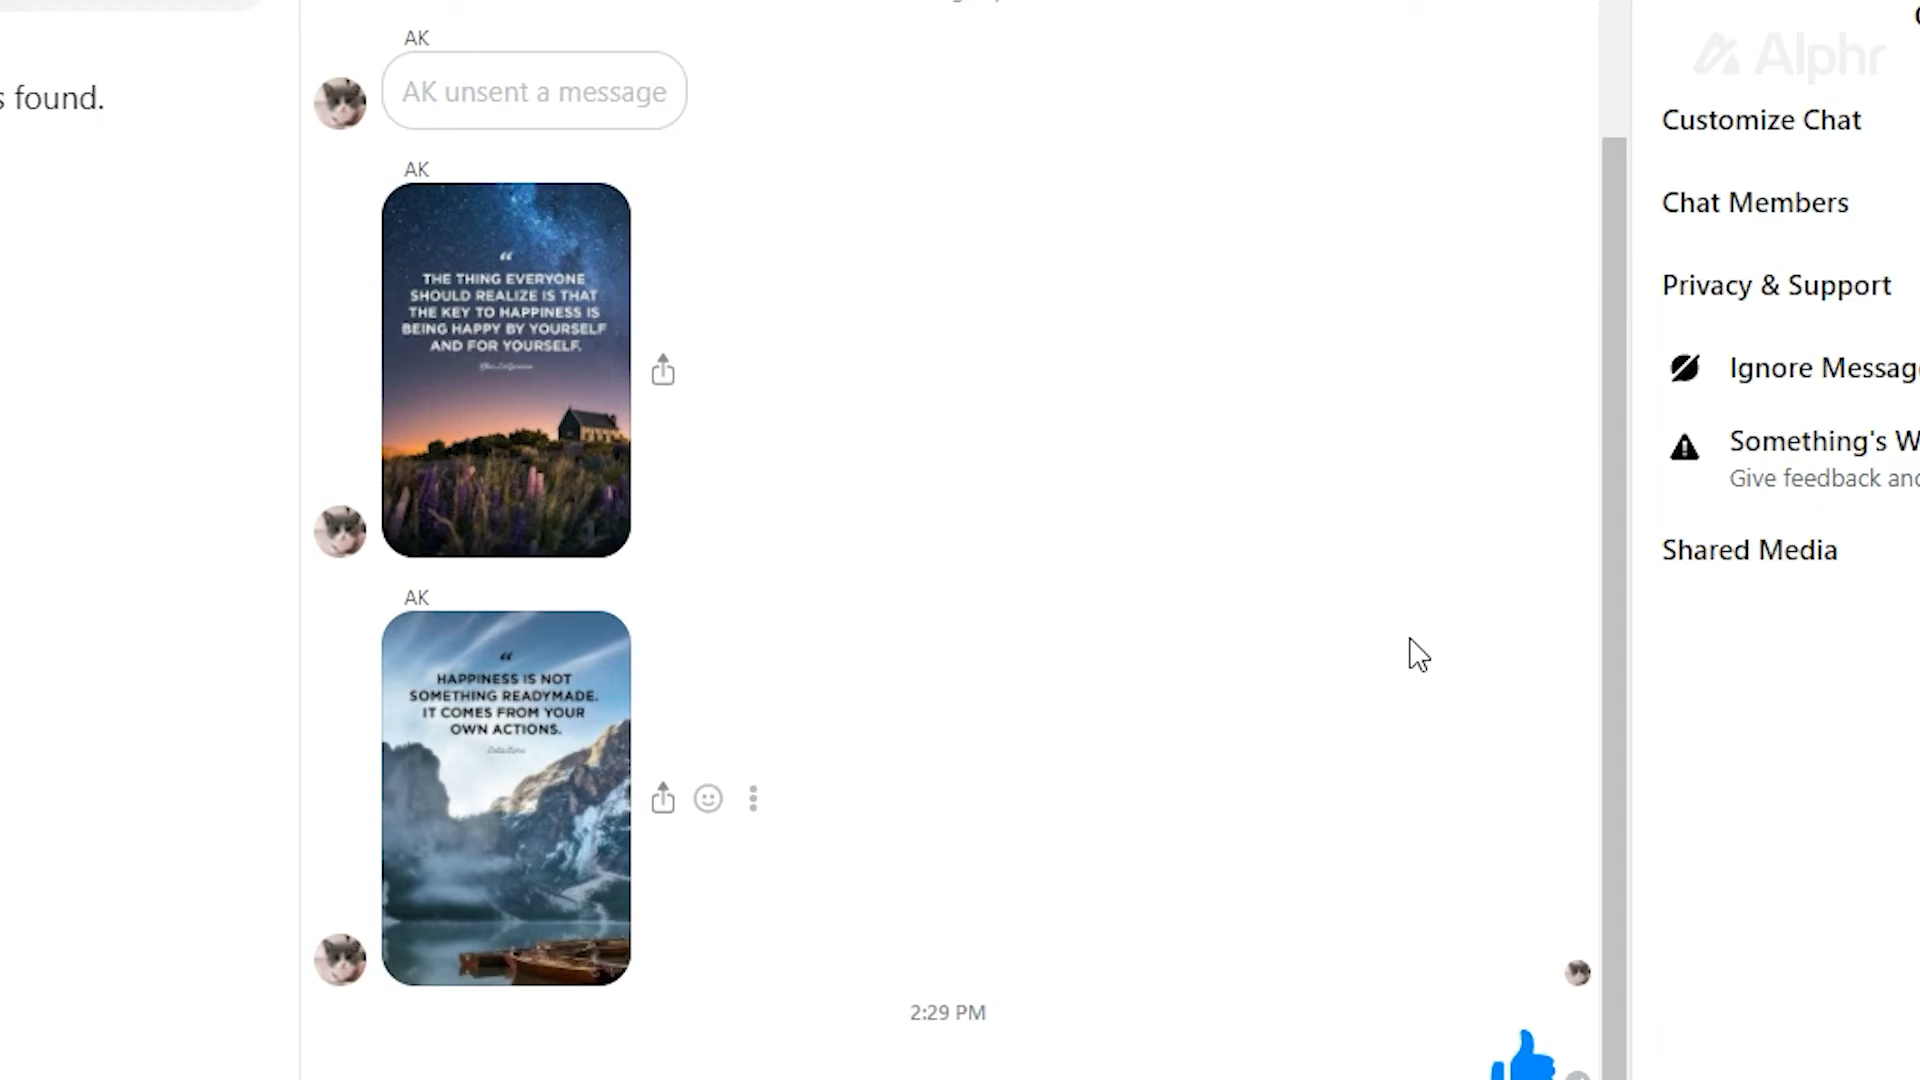 AK
s found.
AK unsent a message
AK
“
THE THING EVERYONE
SHOULD REALIZE IS THAT
THE KEY TO HAPPINESS IS
BEING HAPPY BY YOURSELF
AND FOR YOURSELF.
AK
“
HAPPINESS IS NOT
SOMETHING READYMADE.
IT COMES FROM YOUR
OWN ACTIONS.
2:29 PM
Alphr
Customize Chat
Chat Members
Privacy & Support
Ignore Messag
Something's W
Give feedback and
Shared Media